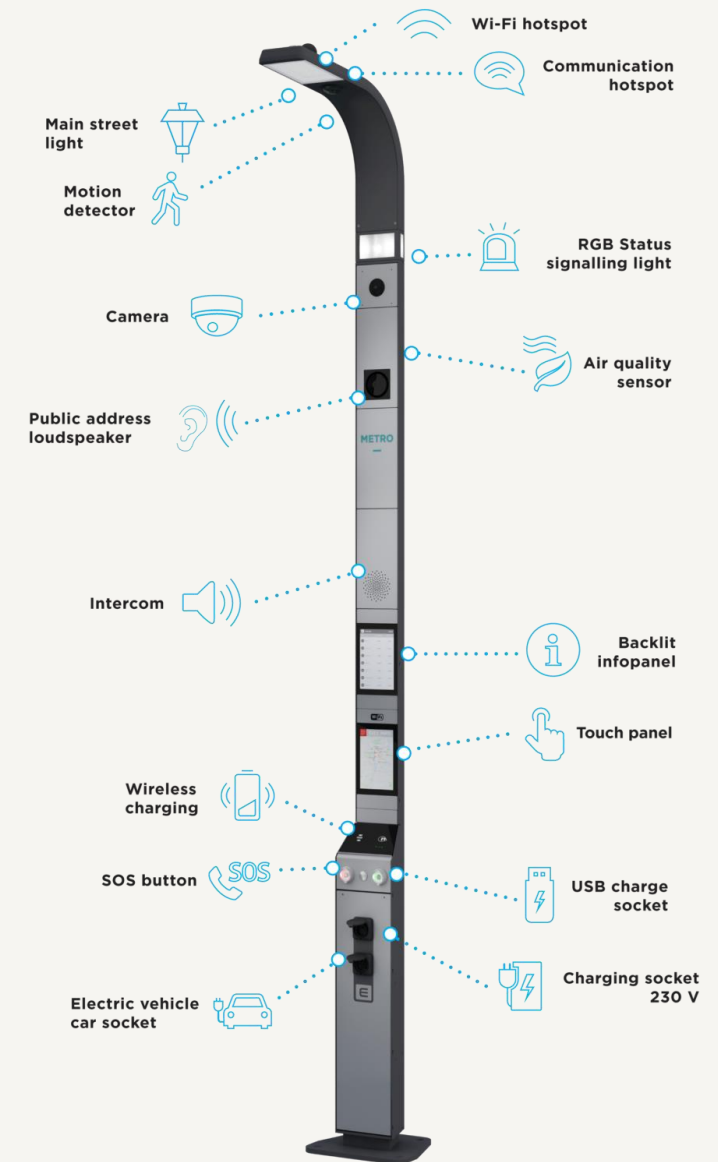 Wi-Fi hotspot
Communication
hotspot
Main street
light
Motion
detector
RGB Status
signalling light
Camera
Air quality
sensor
Public address
loudspeaker
METRO
Intercom
Backlit
infopanel
WiFi
Touch panel
Wireless
charging
SOS button
SOS
USB charge
socket
Charging socket
230 V
Electric vehicle
car socket